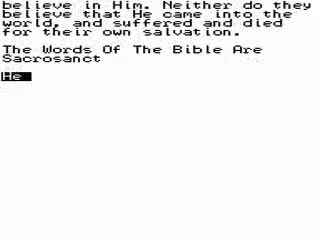 believe in Him. Neither do they
believe that He came into the
world, and suffered and died
for their own salvation.
The Words Of The Bible Are
Sacrosanct
He